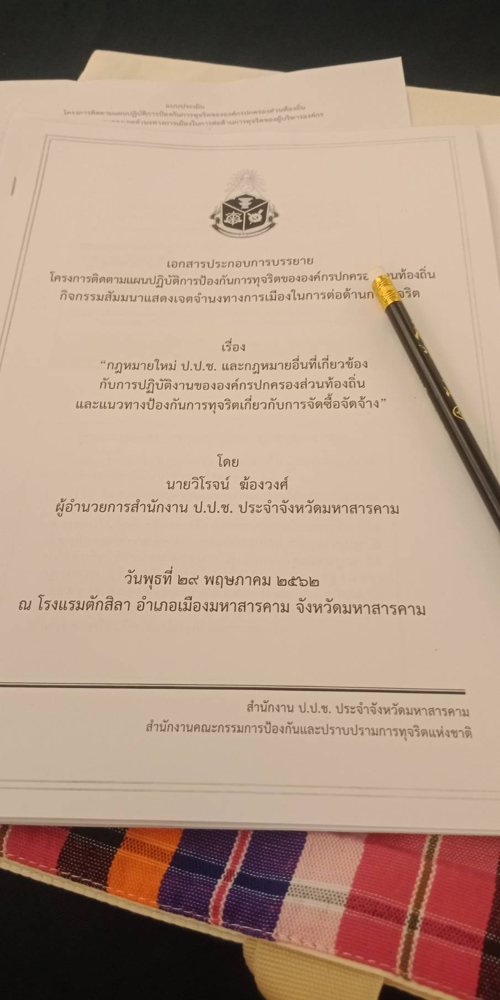 แบบประเมิน
โครงการติดตามแผนปฏิบัติการป้องกันการทุจริตขององค์กรปกครองส่วนท้องถิ่น
เจตจำนงทางการเมืองในการต่อต้านการทุจริตของผู้บริหารองค์กร
เอกสารประกอบการบรรยาย
โครงการติดตามแผนปฏิบัติการป้องกันการทุจริตขององค์กรปกคร นท้องถิ่น
กิจกรรมสัมมนาแสดงเจตจำนงทางการเมืองในการต่อต้านก จริต
เรื่อง
“กฎหมายใหม่ ป.ป.ช. และกฎหมายอื่นที่เกี่ยวข้อง
กับการปฏิบัติงานขององค์กรปกครองส่วนท้องถิ่น
และแนวทางป้องกันการทุจริตเกี่ยวกับการจัดซื้อจัดจ้าง”
โดย
นายวิโรจน์ ฆ้องวงศ์
ผู้อำนวยการสำนักงาน ป.ป.ช. ประจำจังหวัดมหาสารคาม
วันพุธที่ ๒๙ พฤษภาคม ๒๕๖๒
ณ โรงแรมตักสิลา อำเภอเมืองมหาสารคาม จังหวัดมหาสารคาม
สำนักงาน ป.ป.ช. ประจำจังหวัดมหาสารคาม
สำนักงานคณะกรรมการป้องกันและปราบปรามการทุจริตแห่งชาติ